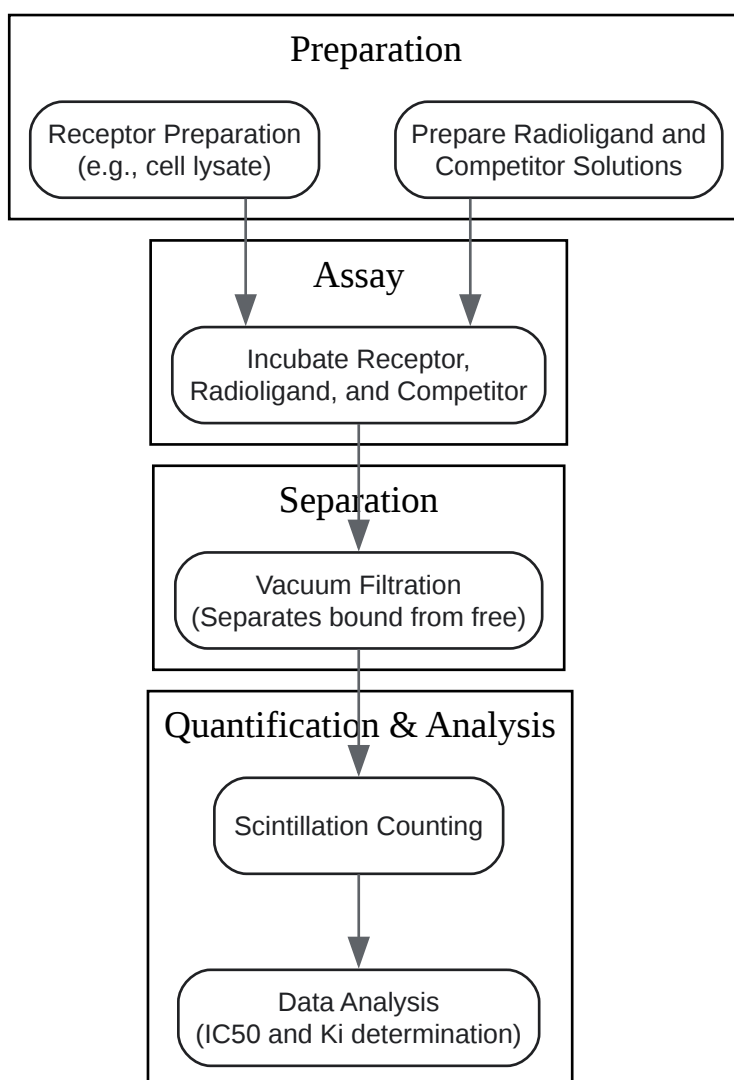 Preparation
Receptor Preparation
(e.g., cell lysate)
Prepare Radioligand and
Competitor Solutions
Assay
Incubate Receptor,
Radioligand, and Competitor
Separation
Vacuum Filtration
(Separates bound from free)
Quantification & Analysis
Scintillation Counting
Data Analysis
(IC50 and Ki determination)